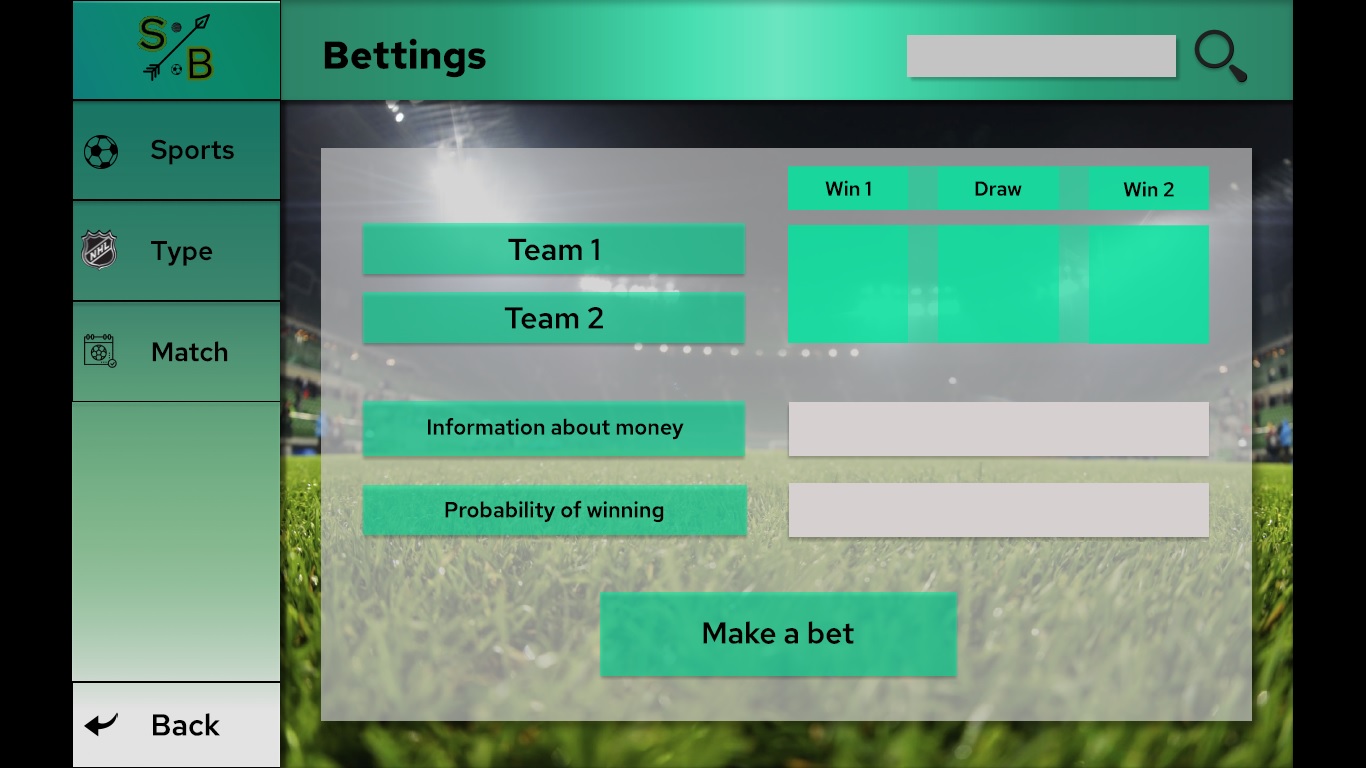 S
B
Bettings
Sports
Type
NHL
Match
Back
Win 1
Draw
Win 2
Team 1
Team 2
Information about money
Probability of winning
Make a bet